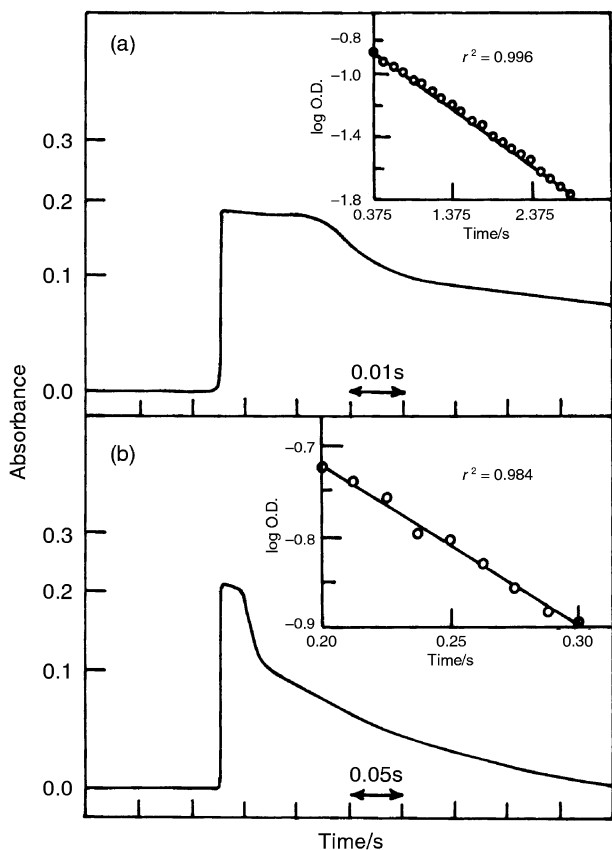 (a)
−0.8
−1.0
−1.4
−1.8
log O.D.
r² = 0.996
0.375
1.375
2.375
Time/s
0.3
0.2
0.1
0.0
0.01s
Absorbance
(b)
−0.7
−0.8
−0.9
log O.D.
r² = 0.984
0.20
0.25
0.30
Time/s
0.3
0.2
0.1
0.0
0.05s
Time/s